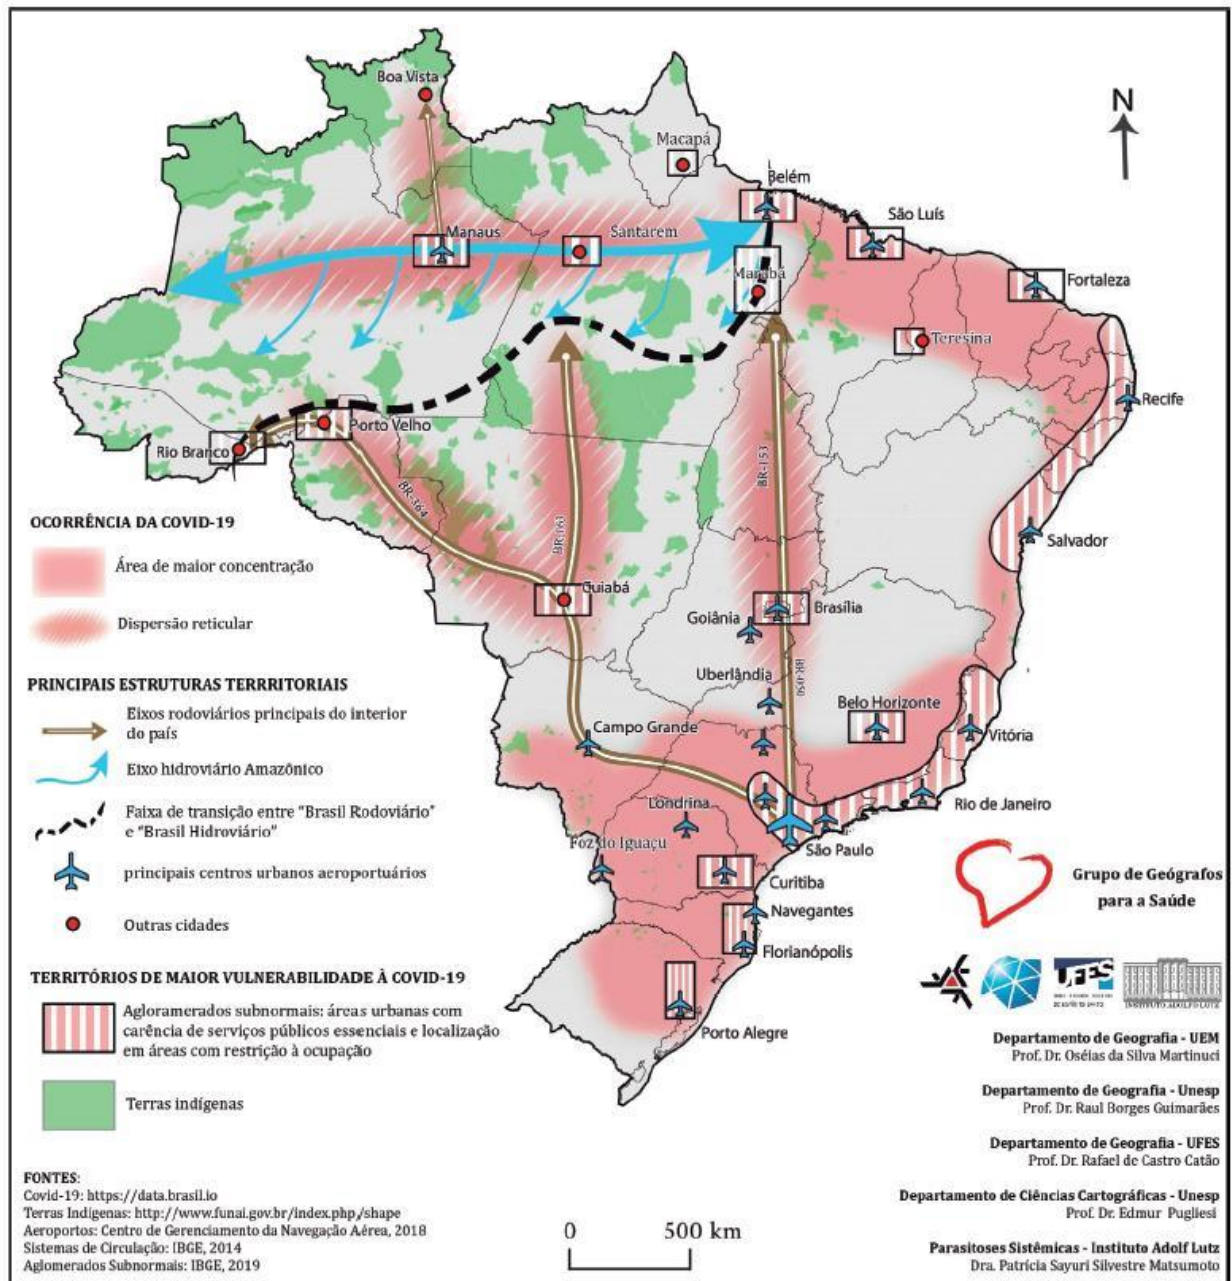 Boa Vista
N
Macapá
Belém
São Luís
Manaus
Santarem
Fortaleza
Marabá
Teresina
Recife
Porto Velho
Rio Branco
BR-153
BR-364
BR-163
OCORRÊNCIA DA COVID-19
Salvador
Área de maior concentração
Cuiabá
Brasília
Goiânia
Dispersão reticular
Uberlândia
BR-050
PRINCIPAIS ESTRUTURAS TERRRITORIAIS
Belo Horizonte
Eixos rodoviários principais do interior
do país
Campo Grande
Vitória
Eixo hidroviário Amazônico
Londrina
Rio de Janeiro
Faixa de transição entre "Brasil Rodoviário"
e "Brasil Hidroviário"
Foz do Iguaçu
São Paulo
principais centros urbanos aeroportuários
Curitiba
Grupo de Geógrafos
para a Saúde
Navegantes
Outras cidades
Florianópolis
TERRITÓRIOS DE MAIOR VULNERABILIDADE À COVID-19
UFES
INSTITUTO ADOLF LUTZ
Agloramerados subnormais: áreas urbanas com
carência de serviços públicos essenciais e localização
em áreas com restrição à ocupação
Porto Alegre
Departamento de Geografia - UEM
Prof. Dr. Oséias da Silva Martinuci
Terras indígenas
Departamento de Geografia - Unesp
Prof. Dr. Raul Borges Guimarães
Departamento de Geografia - UFES
Prof. Dr. Rafael de Castro Catão
FONTES:
Covid-19: https://data.brasil.io
Terras Indígenas: http://www.funai.gov.br/index.php/shape
Aeroportos: Centro de Gerenciamento da Navegação Aérea, 2018
Sistemas de Circulação: IBGE, 2014
Aglomerados Subnormais: IBGE, 2019
0 500 km
Departamento de Ciências Cartográficas - Unesp
Prof. Dr. Edmur Pugliesi
Parasitoses Sistêmicas - Instituto Adolf Lutz
Dra. Patrícia Sayuri Silvestre Matsumoto